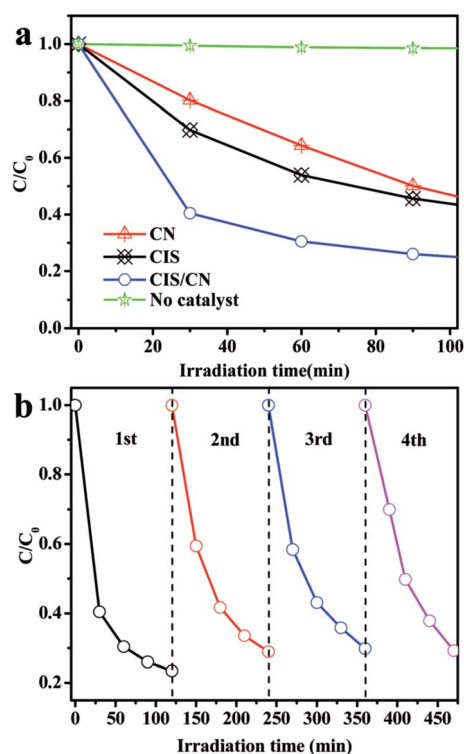 a
1.0
0.8
0.6
0.4
0.2
0.0
C/C0
CN
CIS
CIS/CN
No catalyst
0 20 40 60 80 100
Irradiation time(min)
b
1.0
0.8
0.6
0.4
0.2
C/C0
1st 2nd 3rd 4th
0 50 100 150 200 250 300 350 400 450
Irradiation time (min)